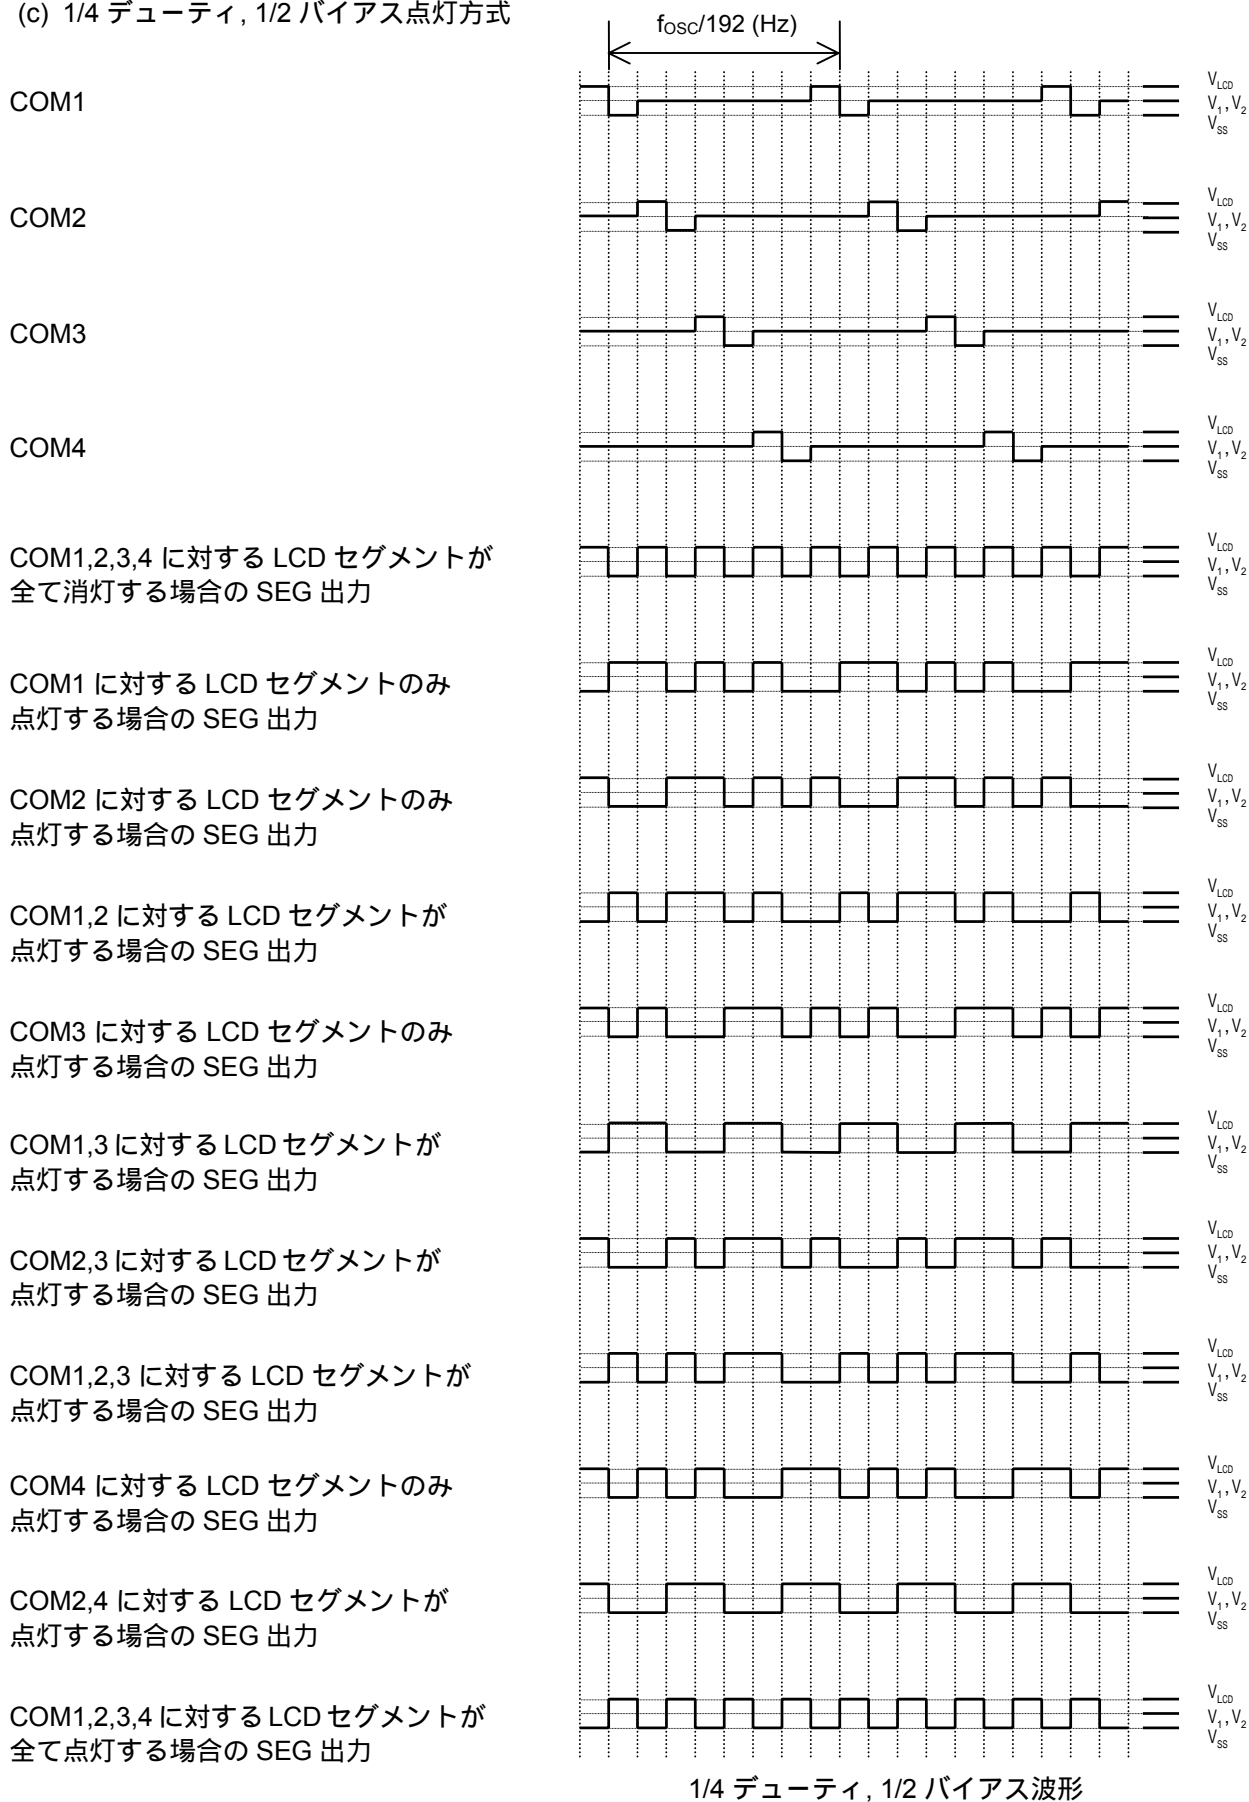 (c) 1/4 デューティ, 1/2 バイアス点灯方式
fOSC/192 (Hz)
COM1
VLCD
V1, V2
VSS
COM2
VLCD
V1, V2
VSS
COM3
VLCD
V1, V2
VSS
COM4
VLCD
V1, V2
VSS
COM1,2,3,4 に対する LCD セグメントが
全て消灯する場合の SEG 出力
VLCD
V1, V2
VSS
COM1 に対する LCD セグメントのみ
点灯する場合の SEG 出力
VLCD
V1, V2
VSS
COM2 に対する LCD セグメントのみ
点灯する場合の SEG 出力
VLCD
V1, V2
VSS
COM1,2 に対する LCD セグメントが
点灯する場合の SEG 出力
VLCD
V1, V2
VSS
COM3 に対する LCD セグメントのみ
点灯する場合の SEG 出力
VLCD
V1, V2
VSS
COM1,3 に対する LCD セグメントが
点灯する場合の SEG 出力
VLCD
V1, V2
VSS
COM2,3 に対する LCD セグメントが
点灯する場合の SEG 出力
VLCD
V1, V2
VSS
COM1,2,3 に対する LCD セグメントが
点灯する場合の SEG 出力
VLCD
V1, V2
VSS
COM4 に対する LCD セグメントのみ
点灯する場合の SEG 出力
VLCD
V1, V2
VSS
COM2,4 に対する LCD セグメントが
点灯する場合の SEG 出力
VLCD
V1, V2
VSS
COM1,2,3,4 に対する LCD セグメントが
全て点灯する場合の SEG 出力
VLCD
V1, V2
VSS
1/4 デューティ, 1/2 バイアス波形